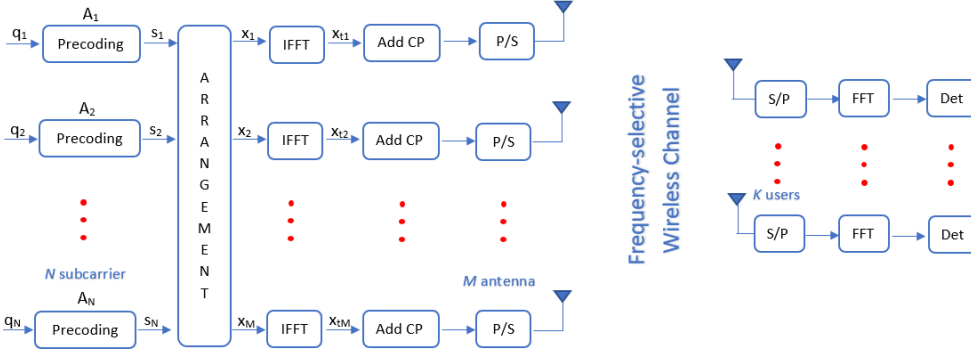 A1
q1 Precoding s1 x1 IFFT xt1 Add CP P/S
A2
q2 Precoding s2 x2 IFFT xt2 Add CP P/S
ARRANGEMENT
N subcarrier
M antenna
AN
qN Precoding sN xM IFFT xtM Add CP P/S
Frequency-selective
Wireless Channel
S/P FFT Det
K users
S/P FFT Det